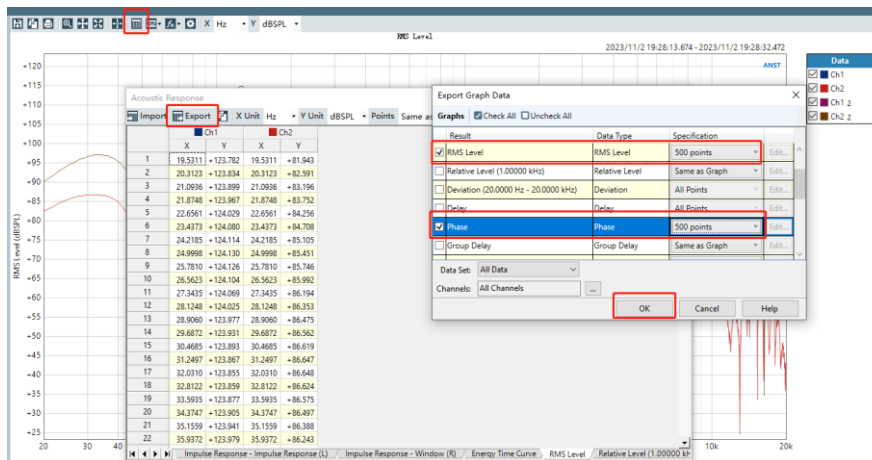 X Hz Y dBSPL
RMS Level
2023/11/2 19:28:13.674 - 2023/11/2 19:28:32.472
ANST
Data
Ch1
Ch2
Ch1 2
Ch2 2
RMS Level (dBSPL)
+120
+115
+110
+105
+100
+95
+90
+85
+80
+75
+70
+65
+60
+55
+50
+45
+40
+35
+30
+25
20 30 40 10k 20k
Acoustic Response
Import Export X Unit Hz Y Unit dBSPL Points Same a
Ch1 Ch2
X Y X Y
1 19.5311 +123.782 19.5311 +81.943
2 20.3123 +123.834 20.3123 +82.591
3 21.0936 +123.899 21.0936 +83.196
4 21.8748 +123.967 21.8748 +83.752
5 22.6561 +124.029 22.6561 +84.256
6 23.4373 +124.080 23.4373 +84.708
7 24.2185 +124.114 24.2185 +85.105
8 24.9998 +124.130 24.9998 +85.451
9 25.7810 +124.126 25.7810 +85.746
10 26.5623 +124.104 26.5623 +85.992
11 27.3435 +124.069 27.3435 +86.194
12 28.1248 +124.025 28.1248 +86.353
13 28.9060 +123.977 28.9060 +86.475
14 29.6872 +123.931 29.6872 +86.562
15 30.4685 +123.893 30.4685 +86.619
16 31.2497 +123.867 31.2497 +86.647
17 32.0310 +123.855 32.0310 +86.648
18 32.8122 +123.859 32.8122 +86.624
19 33.5935 +123.877 33.5935 +86.575
20 34.3747 +123.905 34.3747 +86.497
21 35.1559 +123.941 35.1559 +86.388
22 35.9372 +123.979 35.9372 +86.243
Impulse Response - Impulse Response (L) Impulse Response - Window (R) Energy Time Curve RMS Level Relative Level (1.00000 k
Export Graph Data
Graphs Check All Uncheck All
Result Data Type Specification
RMS Level RMS Level 500 points Edit...
Relative Level (1.00000 kHz) Relative Level Same as Graph Edit...
Deviation (20.0000 Hz - 20.0000 kHz) Deviation All Points Edit...
Delay Delay All Points Edit...
Phase Phase 500 points Edit...
Group Delay Group Delay Same as Graph Edit...
Data Set: All Data
Channels: All Channels ...
OK Cancel Help